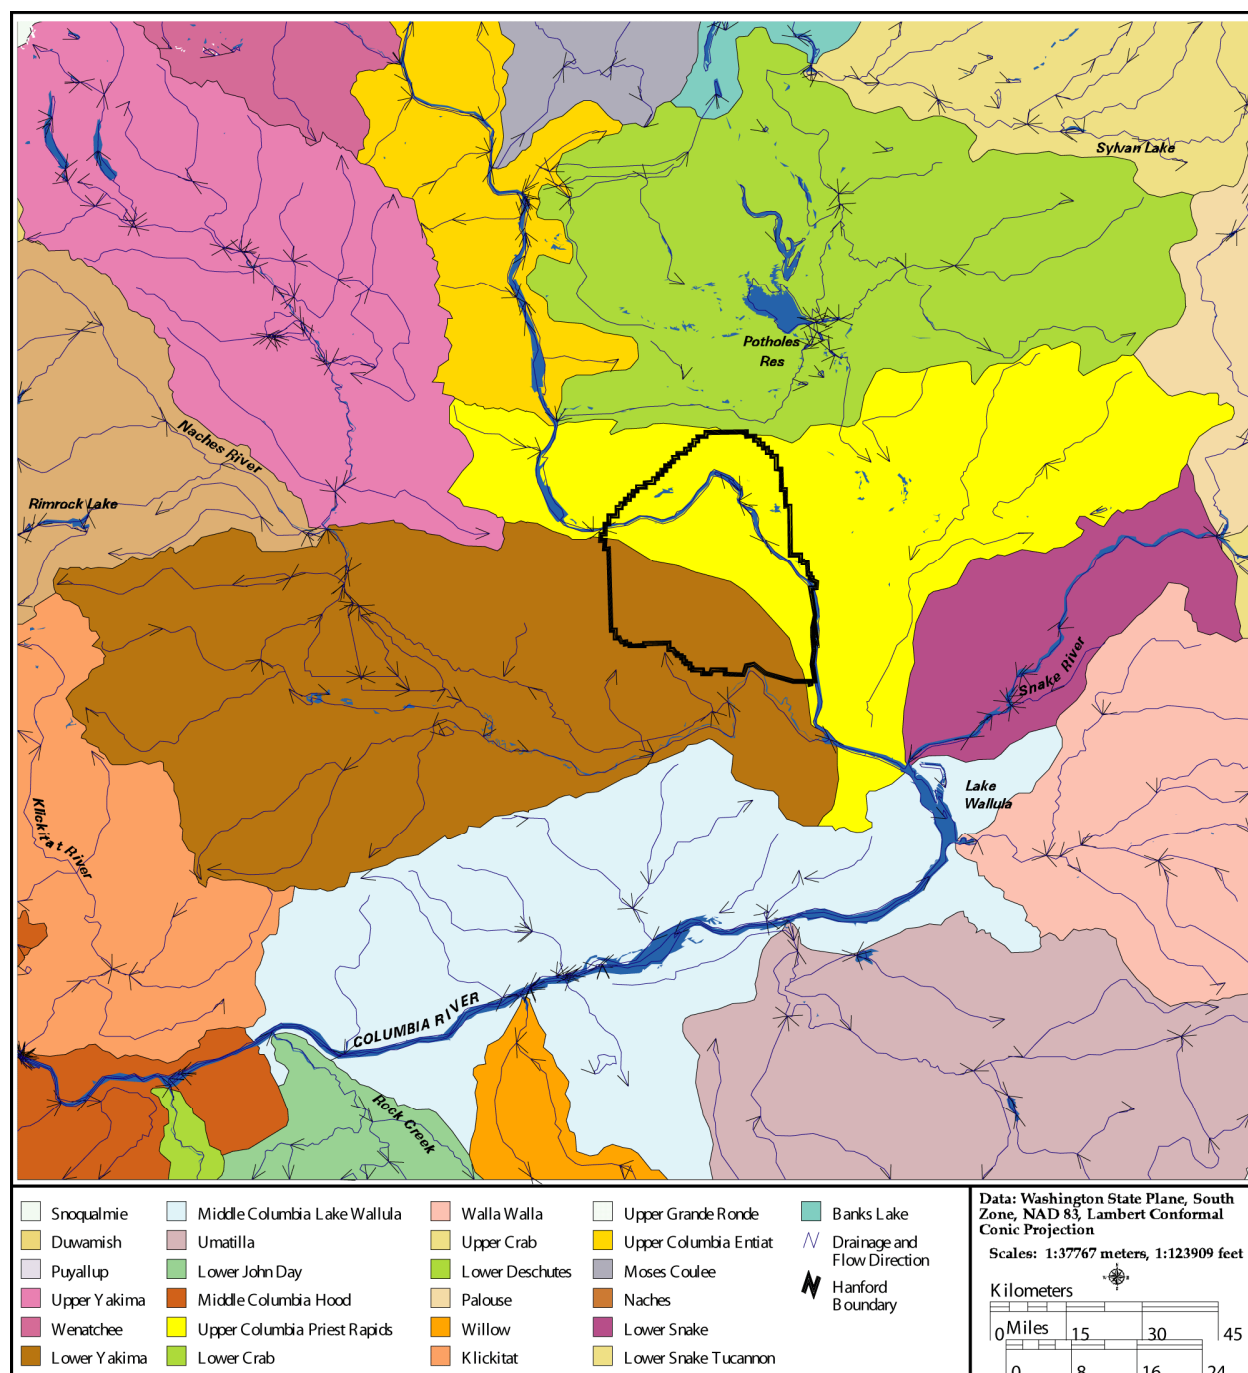 Sylvan Lake
Potholes
Res
Naches River
Rimrock Lake
Snake River
Lake
Wallula
Klickitat River
COLUMBIA RIVER
Rock Creek
Snoqualmie
Duwamish
Puyallup
Upper Yakima
Wenatchee
Lower Yakima
Middle Columbia Lake Wallula
Umatilla
Lower John Day
Middle Columbia Hood
Upper Columbia Priest Rapids
Lower Crab
Walla Walla
Upper Crab
Lower Deschutes
Palouse
Willow
Klickitat
Upper Grande Ronde
Upper Columbia Entiat
Moses Coulee
Naches
Lower Snake
Lower Snake Tucannon
Banks Lake
Drainage and
Flow Direction
Hanford
Boundary
Data: Washington State Plane, South
Zone, NAD 83, Lambert Conformal
Conic Projection
Scales: 1:37767 meters, 1:123909 feet
Kilometers
0 15 30 45
Miles
0 8 16 24